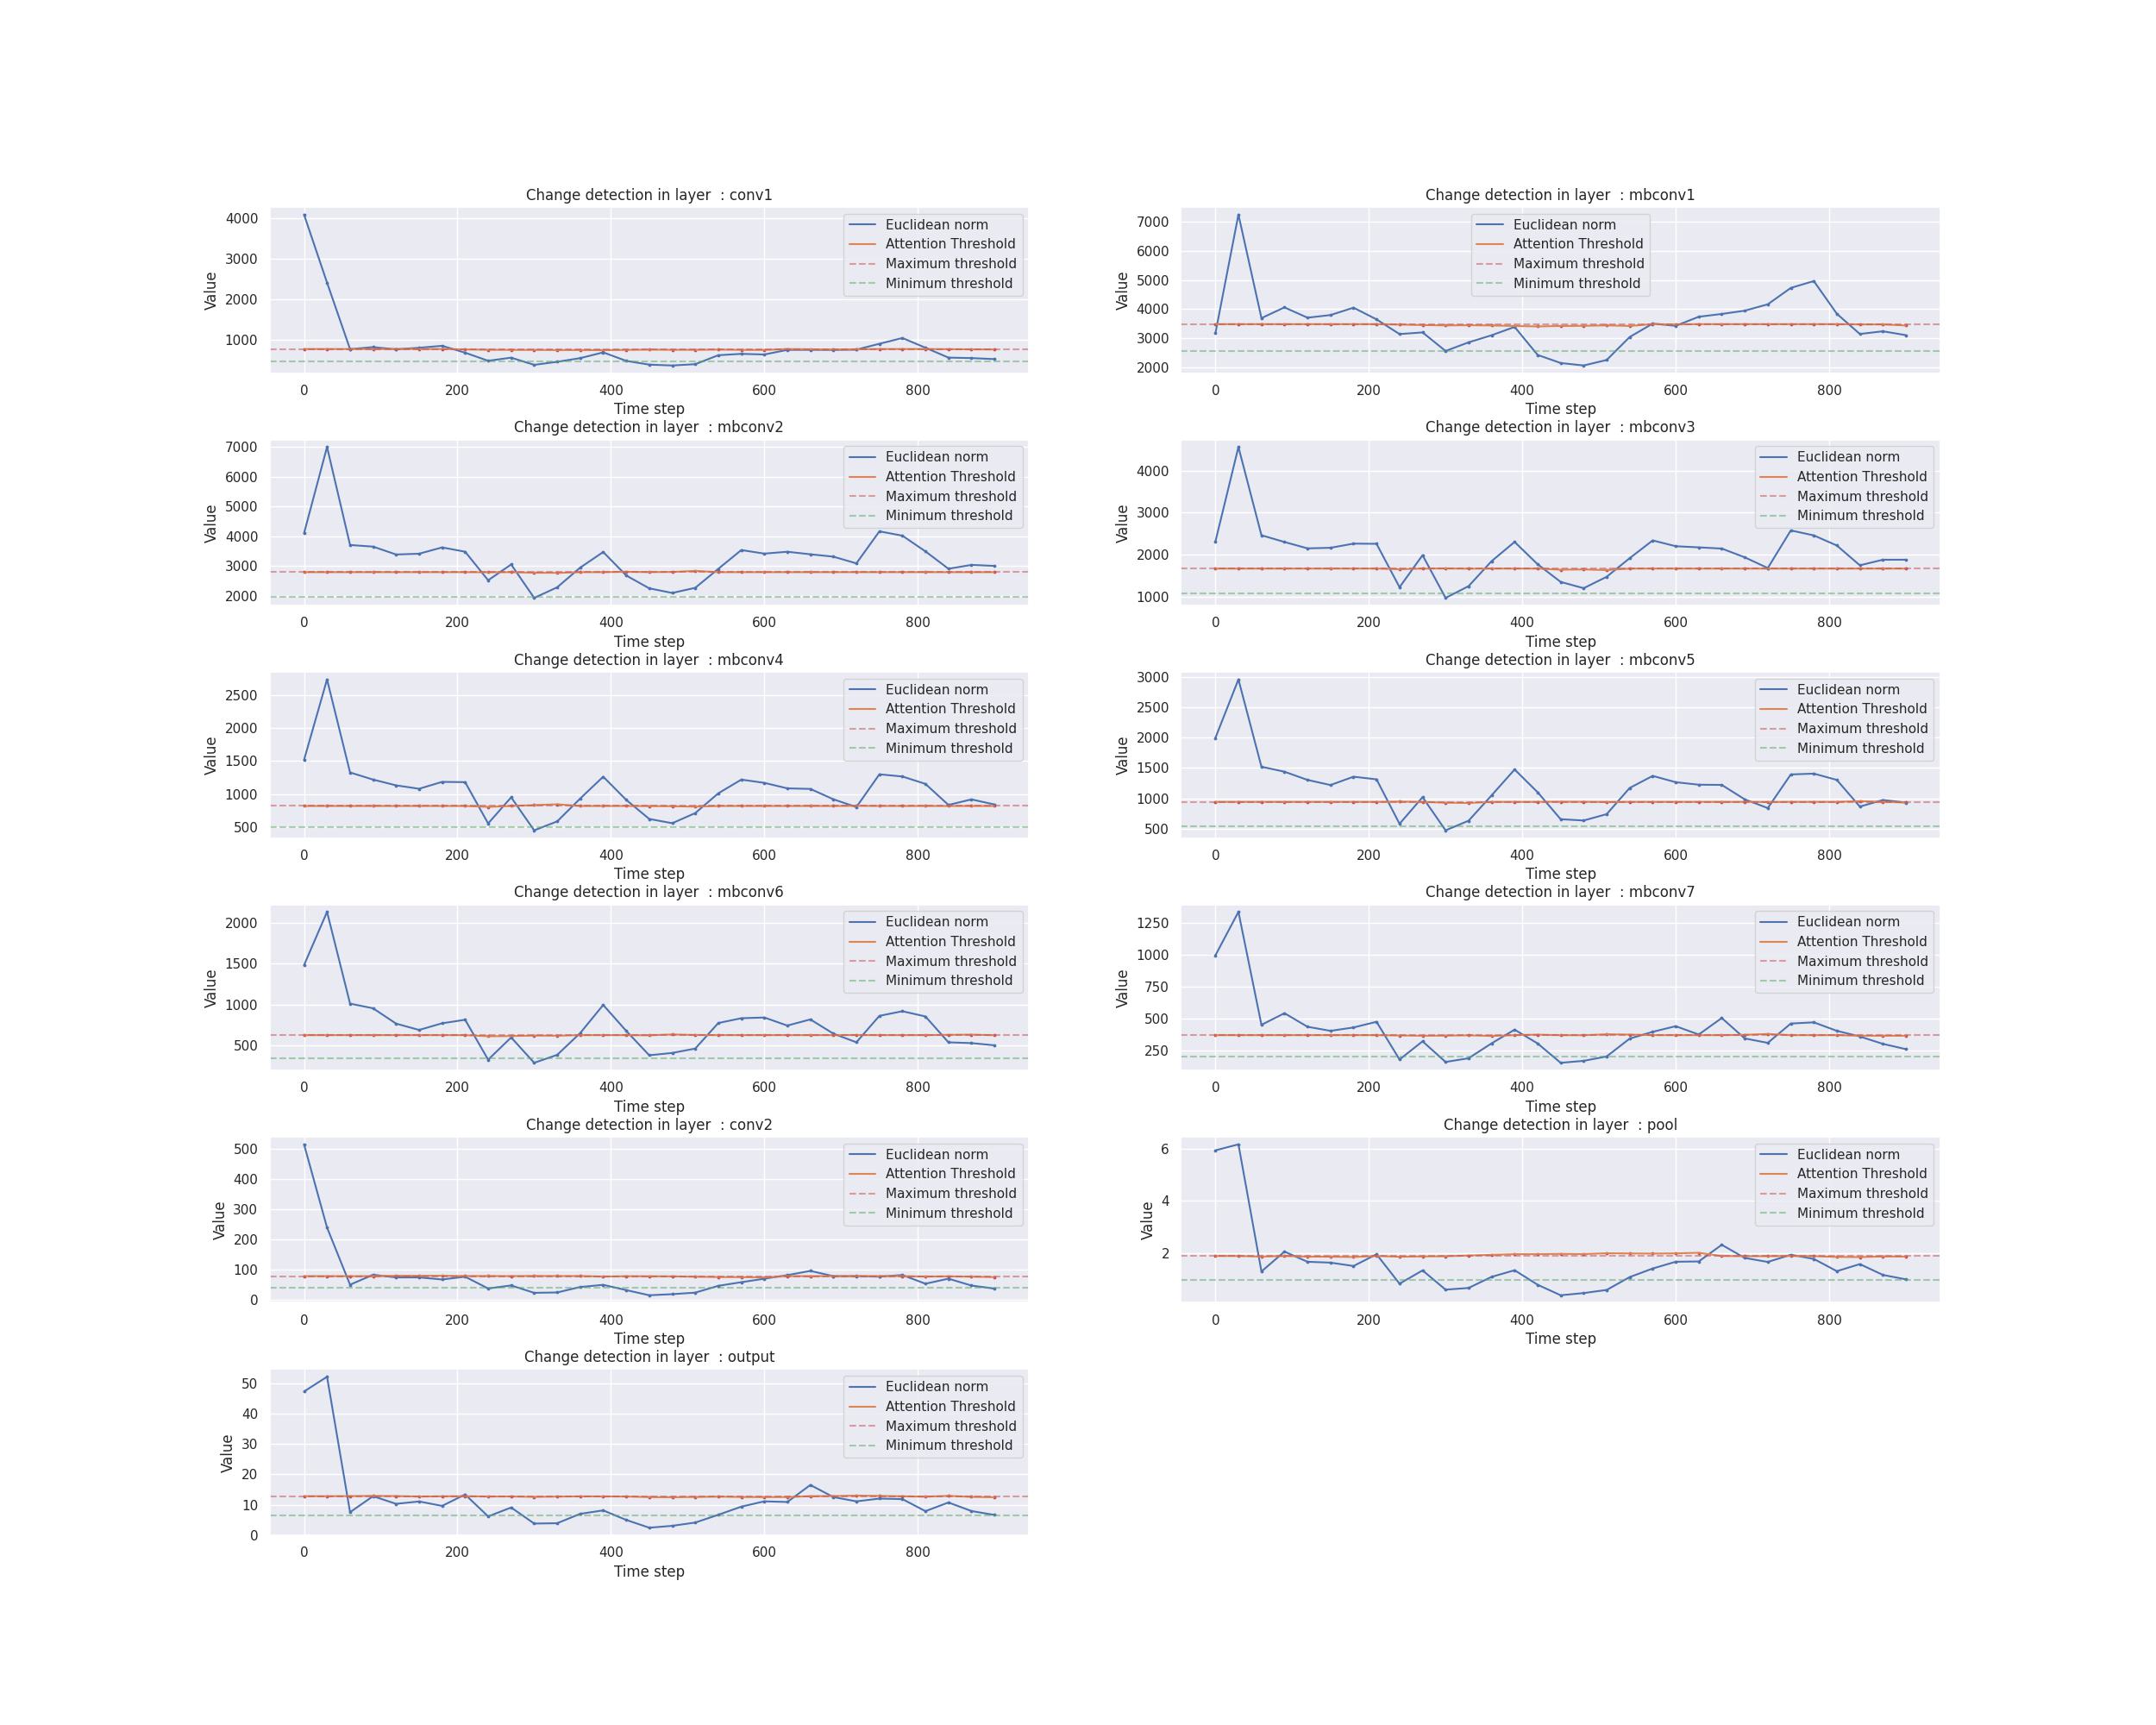 Change detection in layer  : conv1
4000
3000
2000
1000
Value
Euclidean norm
Attention Threshold
Maximum threshold
Minimum threshold
0 200 400 600 800
Time step
Change detection in layer  : mbconv1
7000
6000
5000
4000
3000
2000
Value
Euclidean norm
Attention Threshold
Maximum threshold
Minimum threshold
0 200 400 600 800
Time step
Change detection in layer  : mbconv2
7000
6000
5000
4000
3000
2000
Value
Euclidean norm
Attention Threshold
Maximum threshold
Minimum threshold
0 200 400 600 800
Time step
Change detection in layer  : mbconv3
4000
3000
2000
1000
Value
Euclidean norm
Attention Threshold
Maximum threshold
Minimum threshold
0 200 400 600 800
Time step
Change detection in layer  : mbconv4
2500
2000
1500
1000
500
Value
Euclidean norm
Attention Threshold
Maximum threshold
Minimum threshold
0 200 400 600 800
Time step
Change detection in layer  : mbconv5
3000
2500
2000
1500
1000
500
Value
Euclidean norm
Attention Threshold
Maximum threshold
Minimum threshold
0 200 400 600 800
Time step
Change detection in layer  : mbconv6
2000
1500
1000
500
Value
Euclidean norm
Attention Threshold
Maximum threshold
Minimum threshold
0 200 400 600 800
Time step
Change detection in layer  : mbconv7
1250
1000
750
500
250
Value
Euclidean norm
Attention Threshold
Maximum threshold
Minimum threshold
0 200 400 600 800
Time step
Change detection in layer  : conv2
500
400
300
200
100
0
Value
Euclidean norm
Attention Threshold
Maximum threshold
Minimum threshold
0 200 400 600 800
Time step
Change detection in layer  : pool
6
4
2
Value
Euclidean norm
Attention Threshold
Maximum threshold
Minimum threshold
0 200 400 600 800
Time step
Change detection in layer  : output
50
40
30
20
10
0
Value
Euclidean norm
Attention Threshold
Maximum threshold
Minimum threshold
0 200 400 600 800
Time step